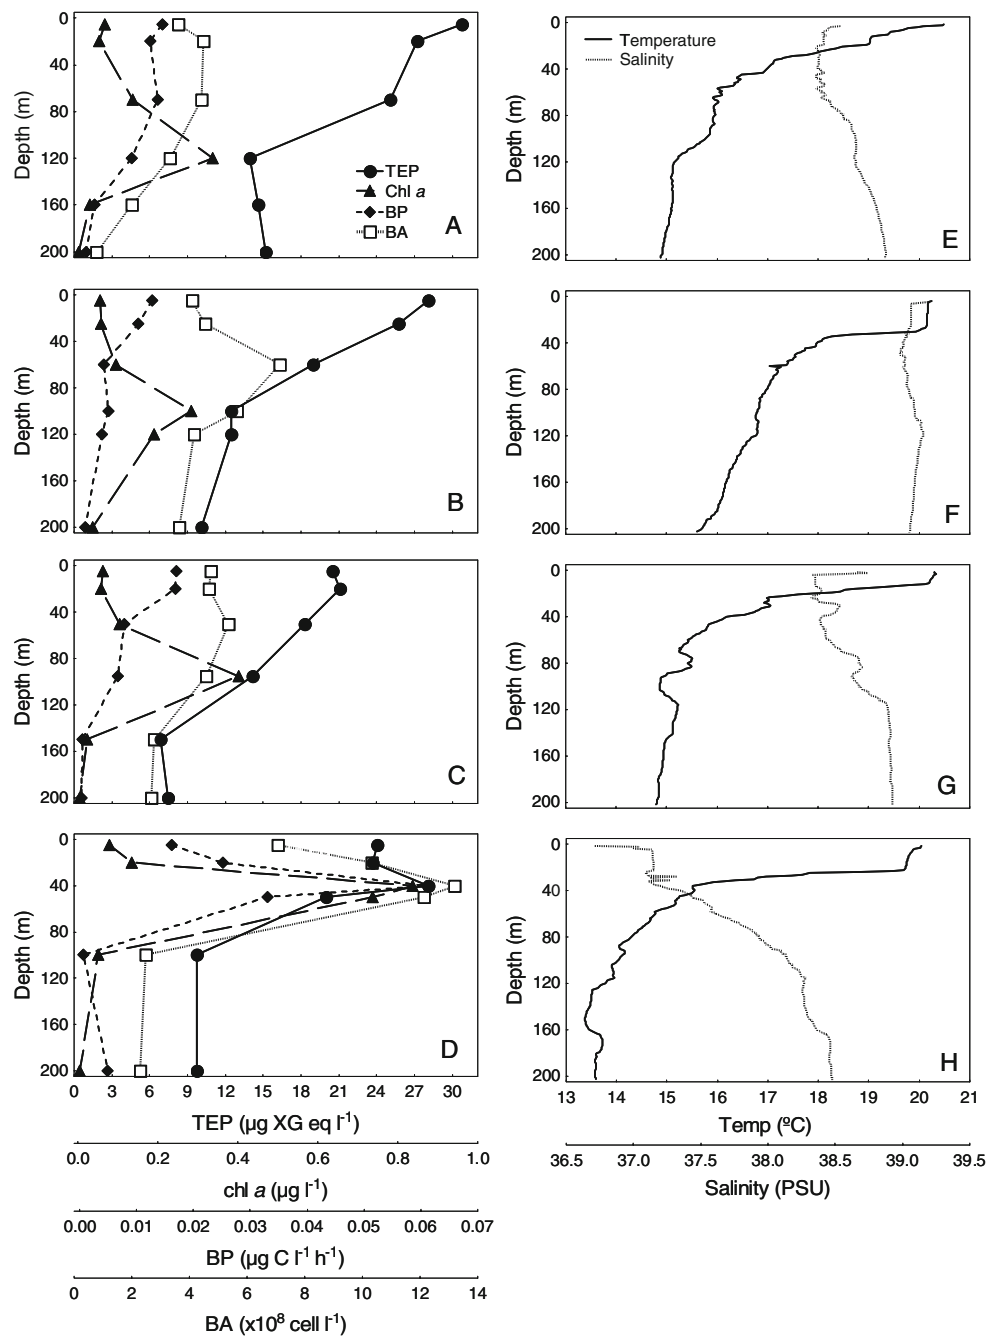 0
40
80
120
160
200
Depth (m)
TEP
Chl a
BP
BA
A
0
40
80
120
160
200
Depth (m)
Temperature
Salinity
E
0
40
80
120
160
200
Depth (m)
B
0
40
80
120
160
200
Depth (m)
F
0
40
80
120
160
200
Depth (m)
C
0
40
80
120
160
200
Depth (m)
G
0
40
80
120
160
200
Depth (m)
D
0 3 6 9 12 15 18 21 24 27 30
TEP (µg XG eq l⁻¹)
0.0 0.2 0.4 0.6 0.8 1.0
chl a (µg l⁻¹)
0.00 0.01 0.02 0.03 0.04 0.05 0.06 0.07
BP (µg C l⁻¹ h⁻¹)
0 2 4 6 8 10 12 14
BA (x10⁸ cell l⁻¹)
0
40
80
120
160
200
Depth (m)
H
13 14 15 16 17 18 19 20 21
Temp (ºC)
36.5 37.0 37.5 38.0 38.5 39.0 39.5
Salinity (PSU)